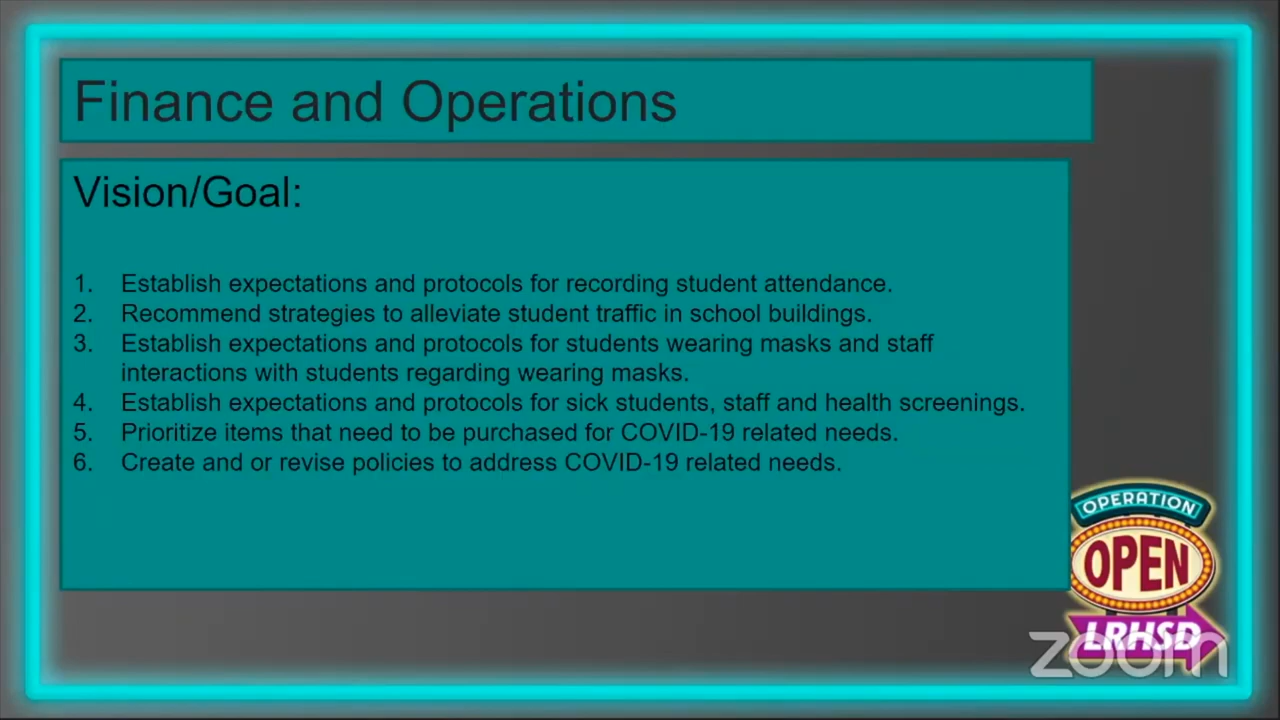 Finance and Operations
Vision/Goal:
1. Establish expectations and protocols for recording student attendance.
2. Recommend strategies to alleviate student traffic in school buildings.
3. Establish expectations and protocols for students wearing masks and staff
interactions with students regarding wearing masks.
4. Establish expectations and protocols for sick students, staff and health screenings.
5. Prioritize items that need to be purchased for COVID-19 related needs.
6. Create and or revise policies to address COVID-19 related needs.
OPERATION
OPEN
LRHSD
zoom